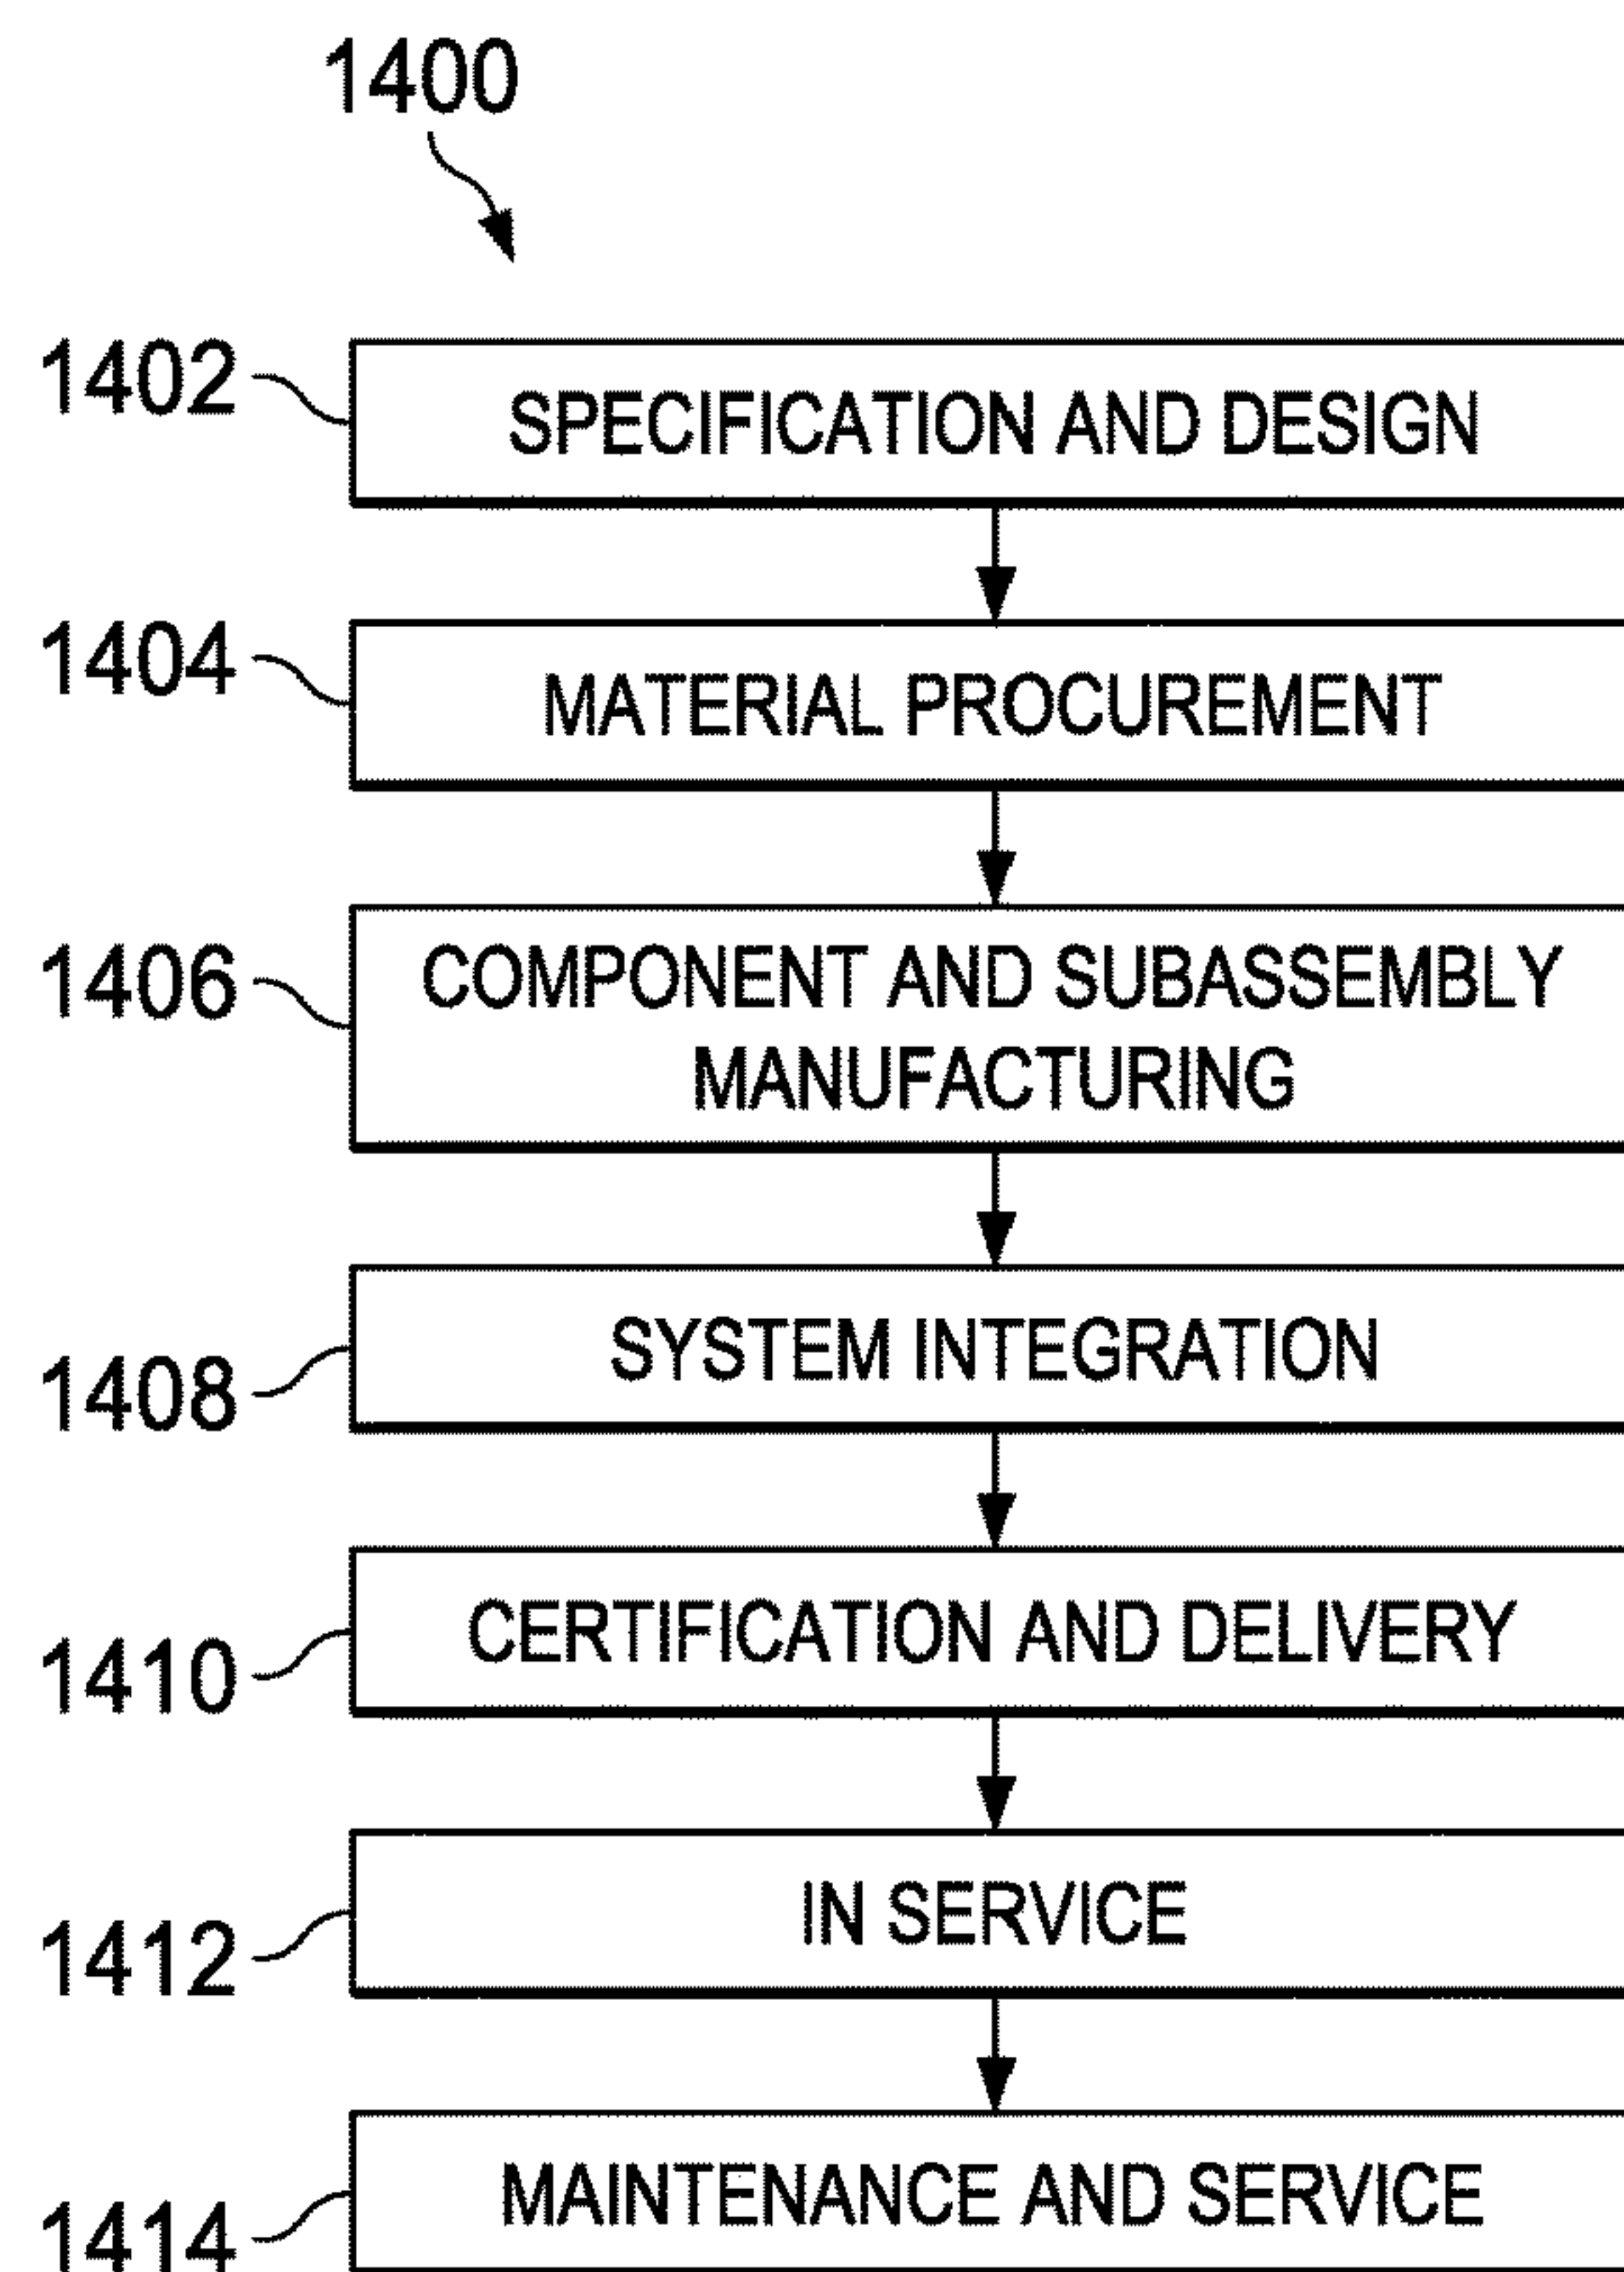 1400
1402
SPECIFICATION AND DESIGN
1404
MATERIAL PROCUREMENT
1406
COMPONENT AND SUBASSEMBLY
MANUFACTURING
1408
SYSTEM INTEGRATION
1410
CERTIFICATION AND DELIVERY
1412
IN SERVICE
1414
MAINTENANCE AND SERVICE